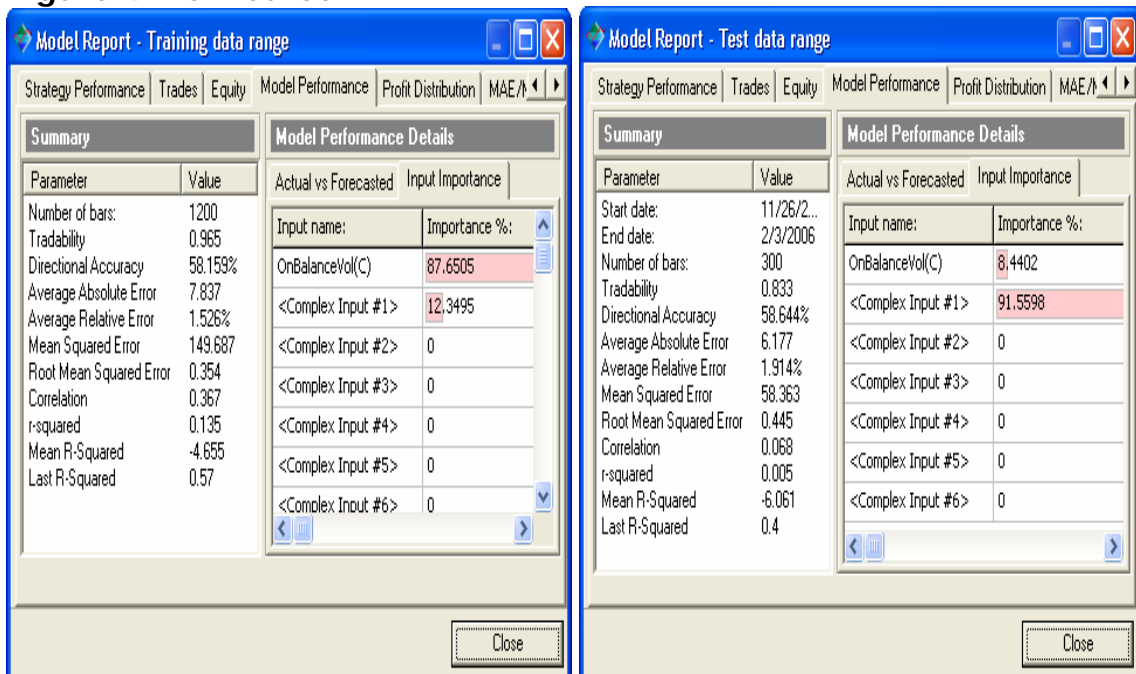 Model Report - Training data range
Strategy Performance Trades Equity Model Performance Profit Distribution MAE/
Summary
Parameter Value
Number of bars: 1200
Tradability 0.965
Directional Accuracy 58.159%
Average Absolute Error 7.837
Average Relative Error 1.526%
Mean Squared Error 149.687
Root Mean Squared Error 0.354
Correlation 0.367
r-squared 0.135
Mean R-Squared -4.655
Last R-Squared 0.57
Model Performance Details
Actual vs Forecasted Input Importance
Input name: Importance %:
OnBalanceVol(C) 87.6505
<Complex Input #1> 12.3495
<Complex Input #2> 0
<Complex Input #3> 0
<Complex Input #4> 0
<Complex Input #5> 0
<Complex Input #6> 0
Close
Model Report - Test data range
Strategy Performance Trades Equity Model Performance Profit Distribution MAE/
Summary
Parameter Value
Start date: 11/26/2...
End date: 2/3/2006
Number of bars: 300
Tradability 0.833
Directional Accuracy 58.644%
Average Absolute Error 6.177
Average Relative Error 1.914%
Mean Squared Error 58.363
Root Mean Squared Error 0.445
Correlation 0.068
r-squared 0.005
Mean R-Squared -6.061
Last R-Squared 0.4
Model Performance Details
Actual vs Forecasted Input Importance
Input name: Importance %:
OnBalanceVol(C) 8.4402
<Complex Input #1> 91.5598
<Complex Input #2> 0
<Complex Input #3> 0
<Complex Input #4> 0
<Complex Input #5> 0
<Complex Input #6> 0
Close